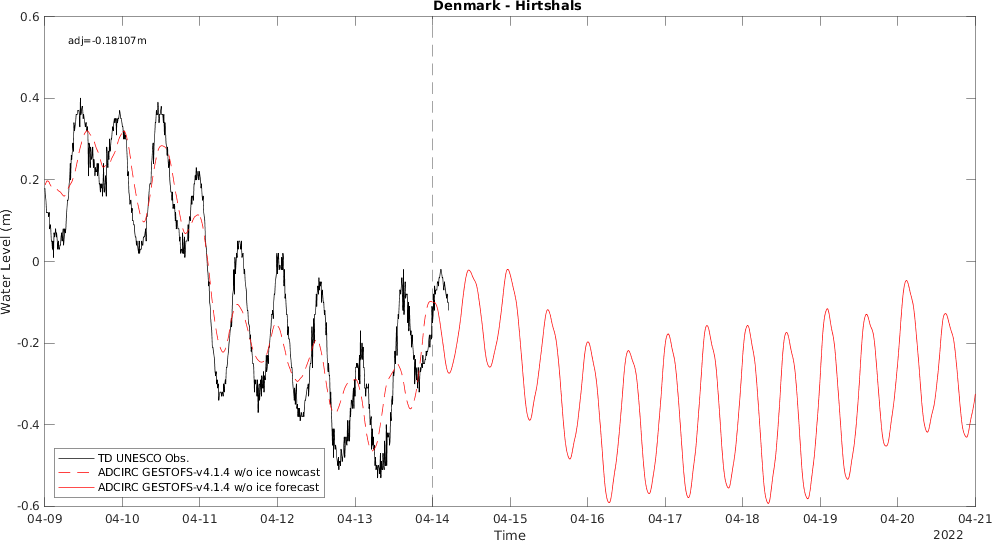 Denmark - Hirtshals
adj=-0.18107m
0.6
0.4
0.2
0
-0.2
-0.4
-0.6
Water Level (m)
TD UNESCO Obs.
ADCIRC GESTOFS-v4.1.4 w/o ice nowcast
ADCIRC GESTOFS-v4.1.4 w/o ice forecast
04-09 04-10 04-11 04-12 04-13 04-14 04-15 04-16 04-17 04-18 04-19 04-20 04-21
Time
2022